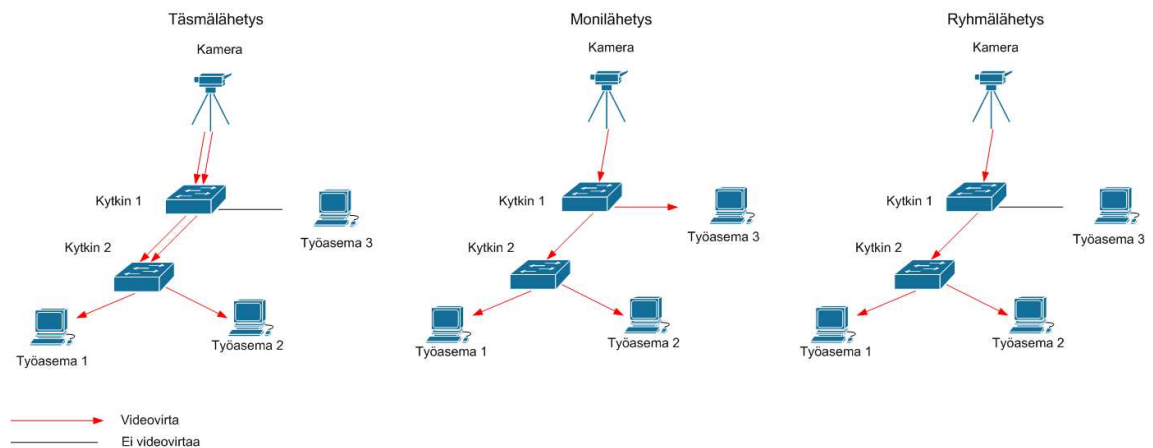 Täsmälähetys
Kamera
Kytkin 1
Työasema 3
Kytkin 2
Työasema 1
Työasema 2
Monilähetys
Kamera
Kytkin 1
Työasema 3
Kytkin 2
Työasema 1
Työasema 2
Ryhmälähetys
Kamera
Kytkin 1
Työasema 3
Kytkin 2
Työasema 1
Työasema 2
Videovirta
Ei videovirtaa